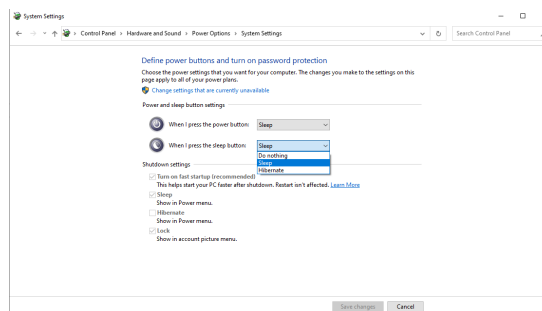 System Settings
Control Panel > Hardware and Sound > Power Options > System Settings
Search Control Panel
Define power buttons and turn on password protection
Choose the power settings that you want for your computer. The changes you make to the settings on this
page apply to all of your power plans.
Change settings that are currently unavailable
Power and sleep button settings
When I press the power button: Sleep
When I press the sleep button: Sleep
Do nothing
Sleep
Hibernate
Shutdown settings
Turn on fast startup (recommended)
This helps start your PC faster after shutdown. Restart isn't affected. Learn More
Sleep
Show in Power menu.
Hibernate
Show in Power menu.
Lock
Show in account picture menu.
Save changes Cancel